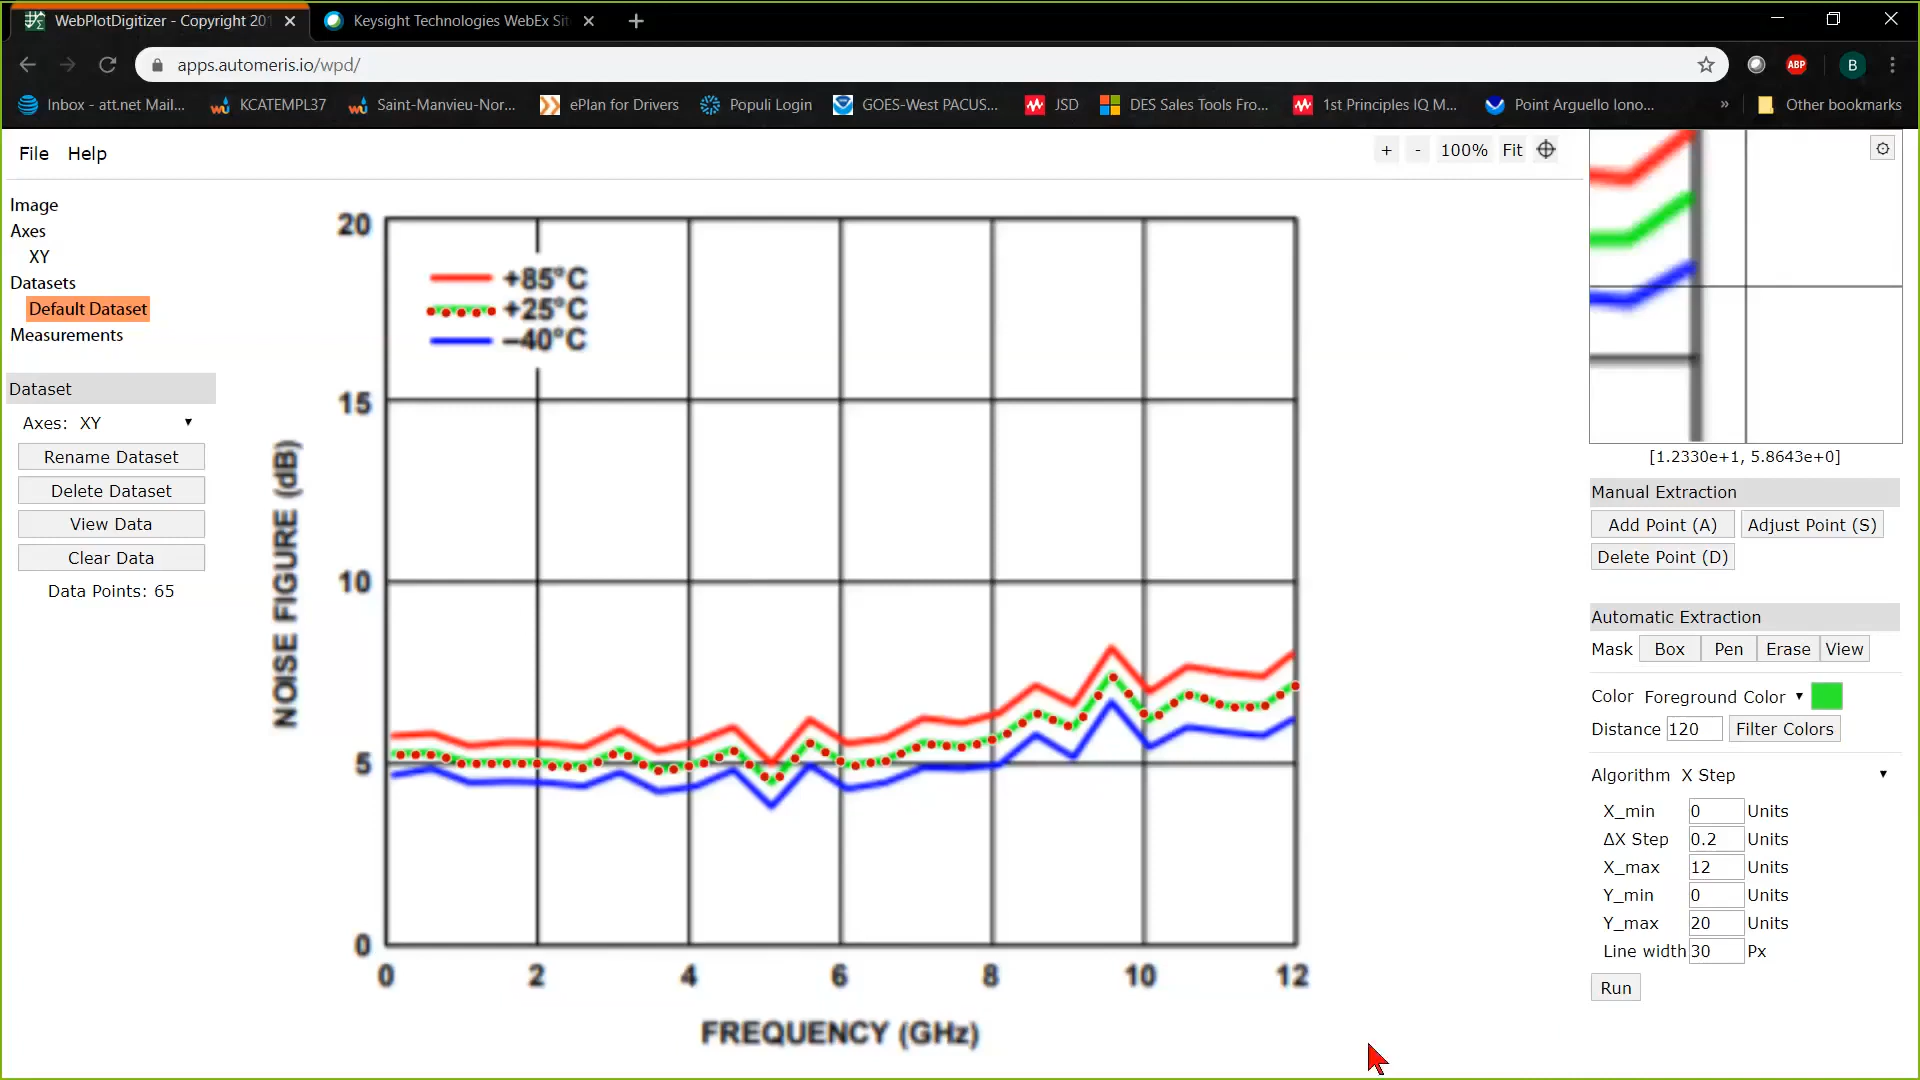 WebPlotDigitizer - Copyright 201
Keysight Technologies WebEx Sit
apps.automeris.io/wpd/
ABP
B
Inbox - att.net Mail...
KCATEMPL37
Saint-Manvieu-Nor...
ePlan for Drivers
Populi Login
GOES-West PACUS...
JSD
DES Sales Tools Fro...
1st Principles IQ M...
Point Arguello Iono...
»
Other bookmarks
File Help
+ - 100% Fit
Image
Axes
XY
Datasets
Default Dataset
Measurements
Dataset
Axes: XY
Rename Dataset
Delete Dataset
View Data
Clear Data
Data Points: 65
20
15
10
5
0
NOISE FIGURE (dB)
+85°C
+25°C
–40°C
0 2 4 6 8 10 12
FREQUENCY (GHz)
[1.2330e+1, 5.8643e+0]
Manual Extraction
Add Point (A) Adjust Point (S)
Delete Point (D)
Automatic Extraction
Mask Box Pen Erase View
Color Foreground Color
Distance 120 Filter Colors
Algorithm X Step
X_min 0 Units
ΔX Step 0.2 Units
X_max 12 Units
Y_min 0 Units
Y_max 20 Units
Line width 30 Px
Run